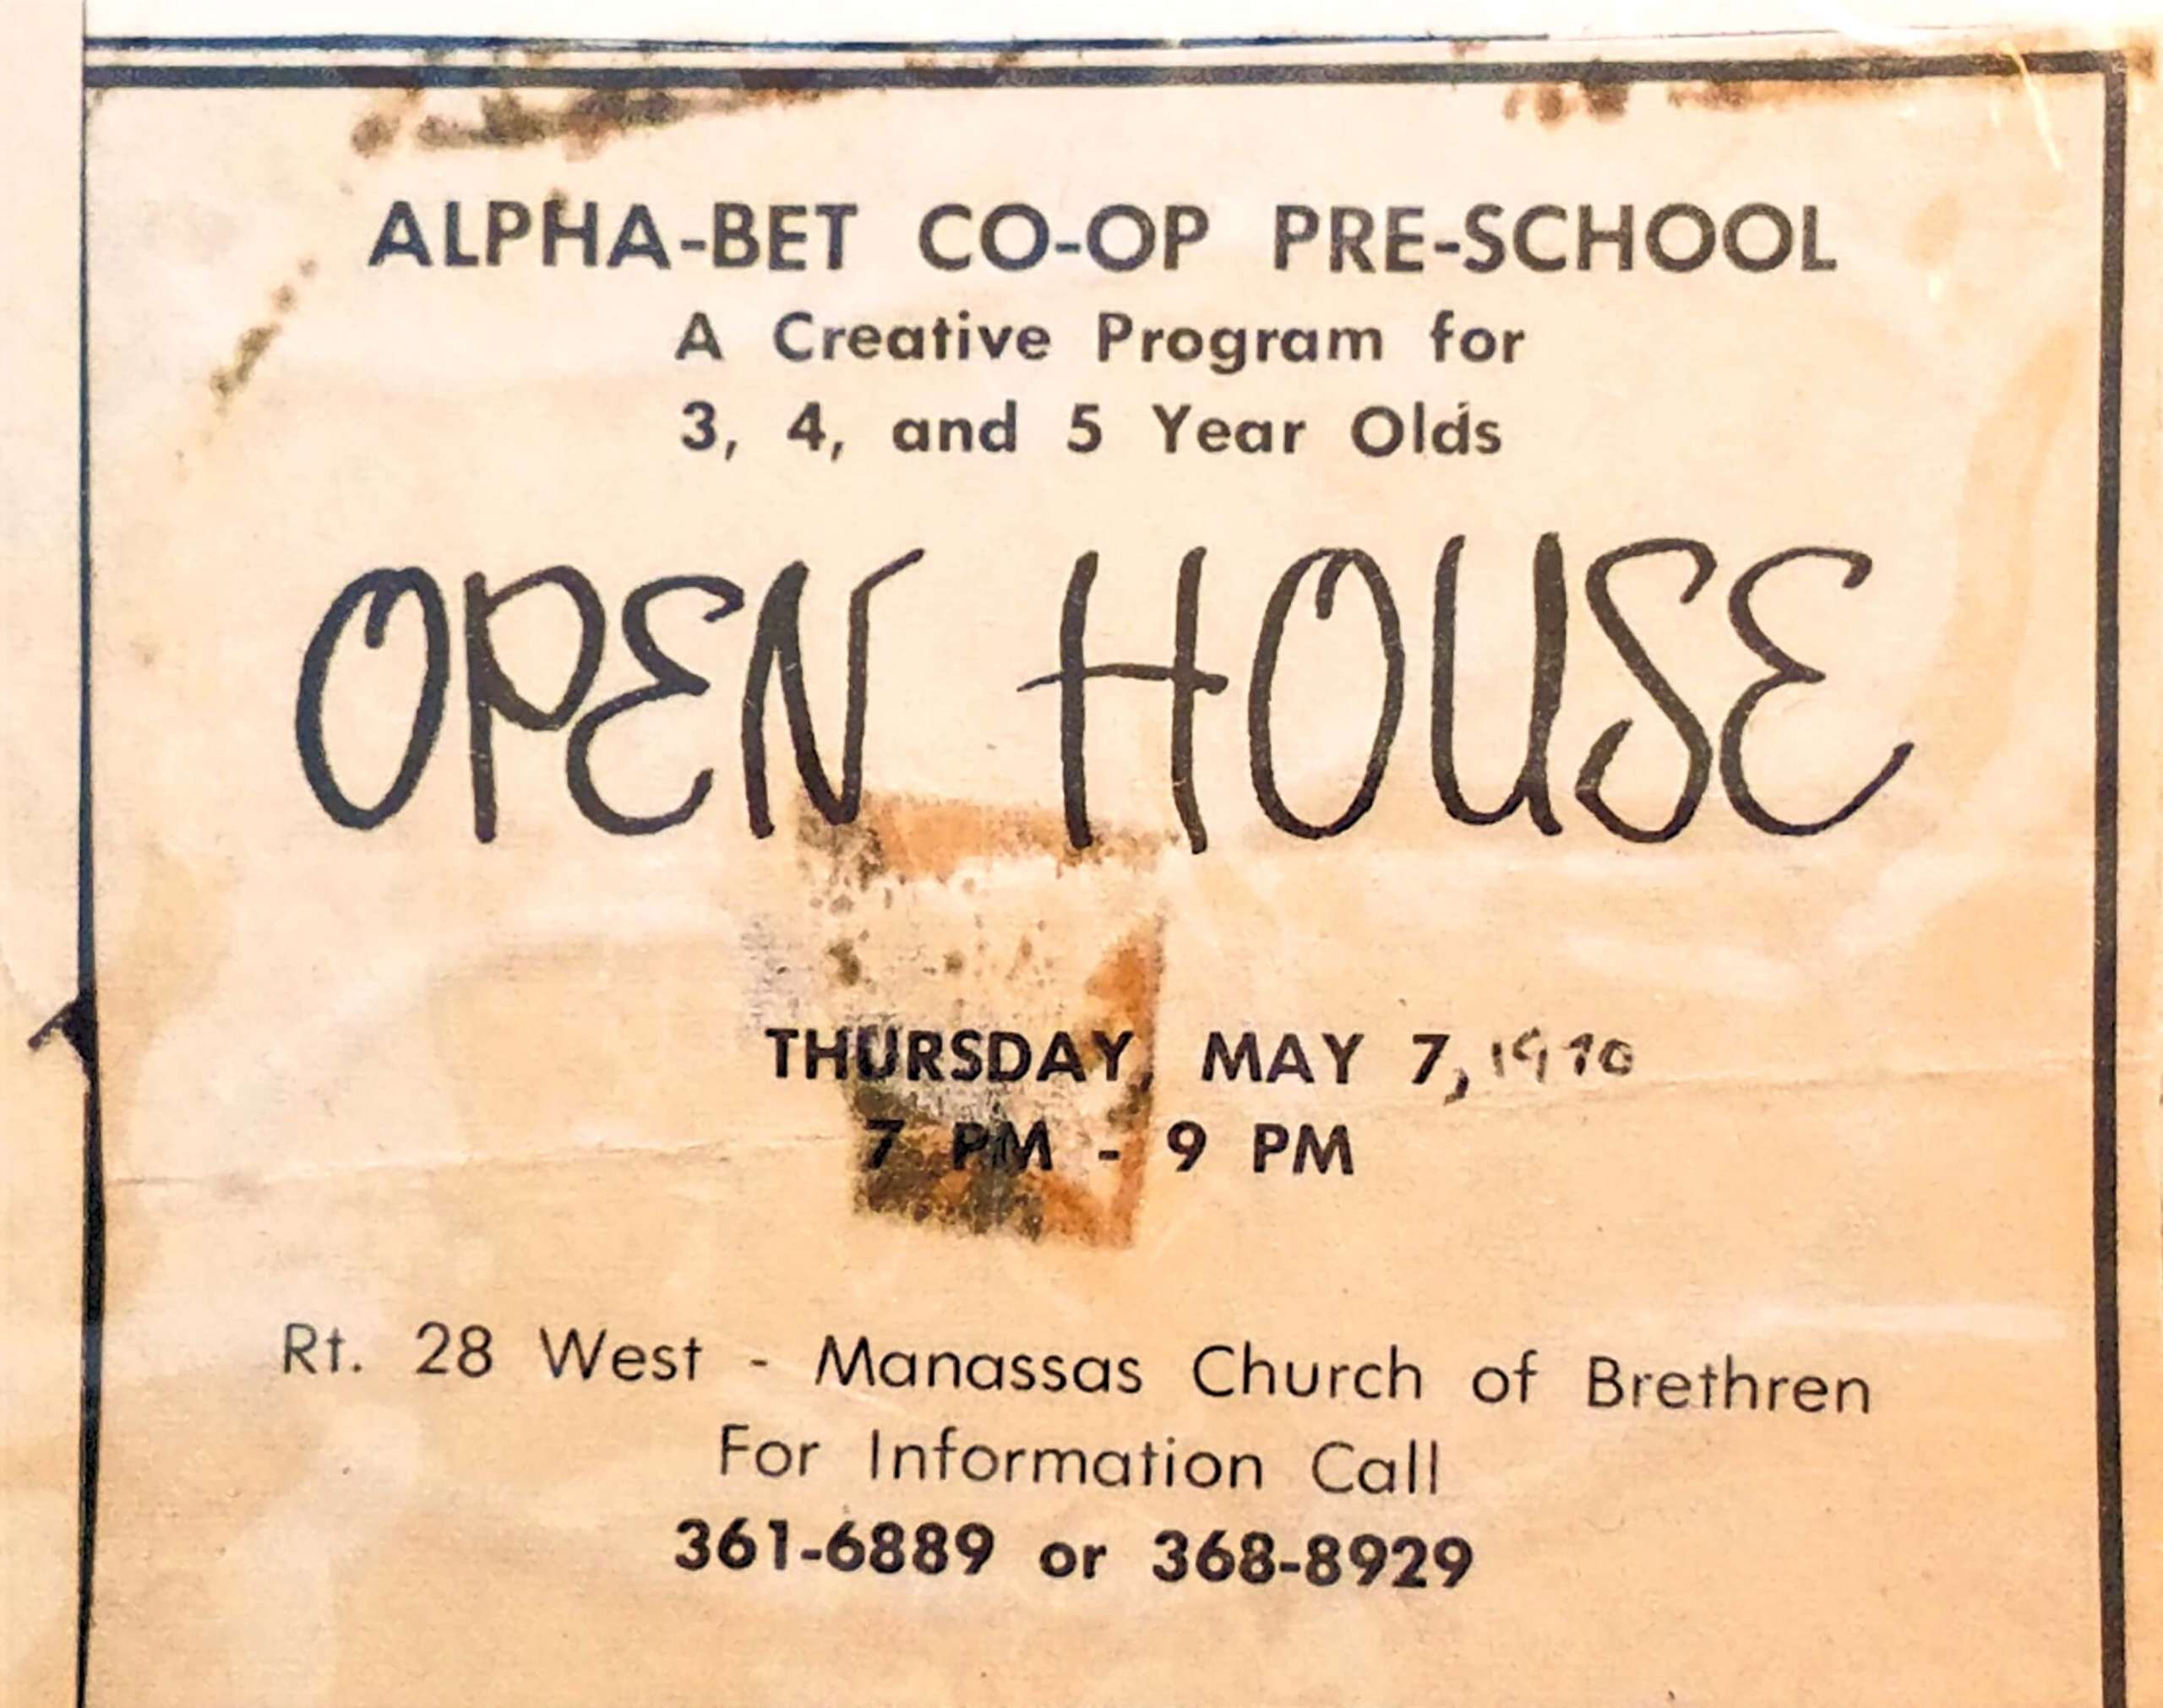 ALPHA-BET CO-OP PRE-SCHOOL
A Creative Program for
3, 4, and 5 Year Olds
OPEN HOUSE
THURSDAY, MAY 7, 1970
7 PM - 9 PM
Rt. 28 West - Manassas Church of Brethren
For Information Call
361-6889 or 368-8929